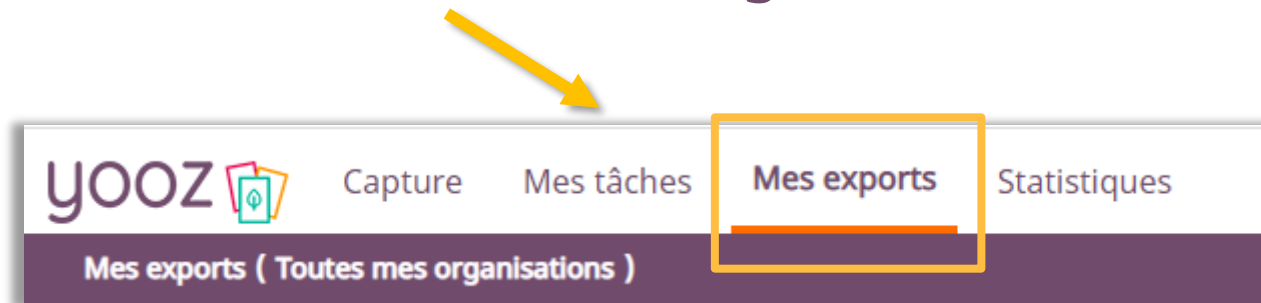 yooz Capture Mes tâches Mes exports Statistiques
Mes exports ( Toutes mes organisations )